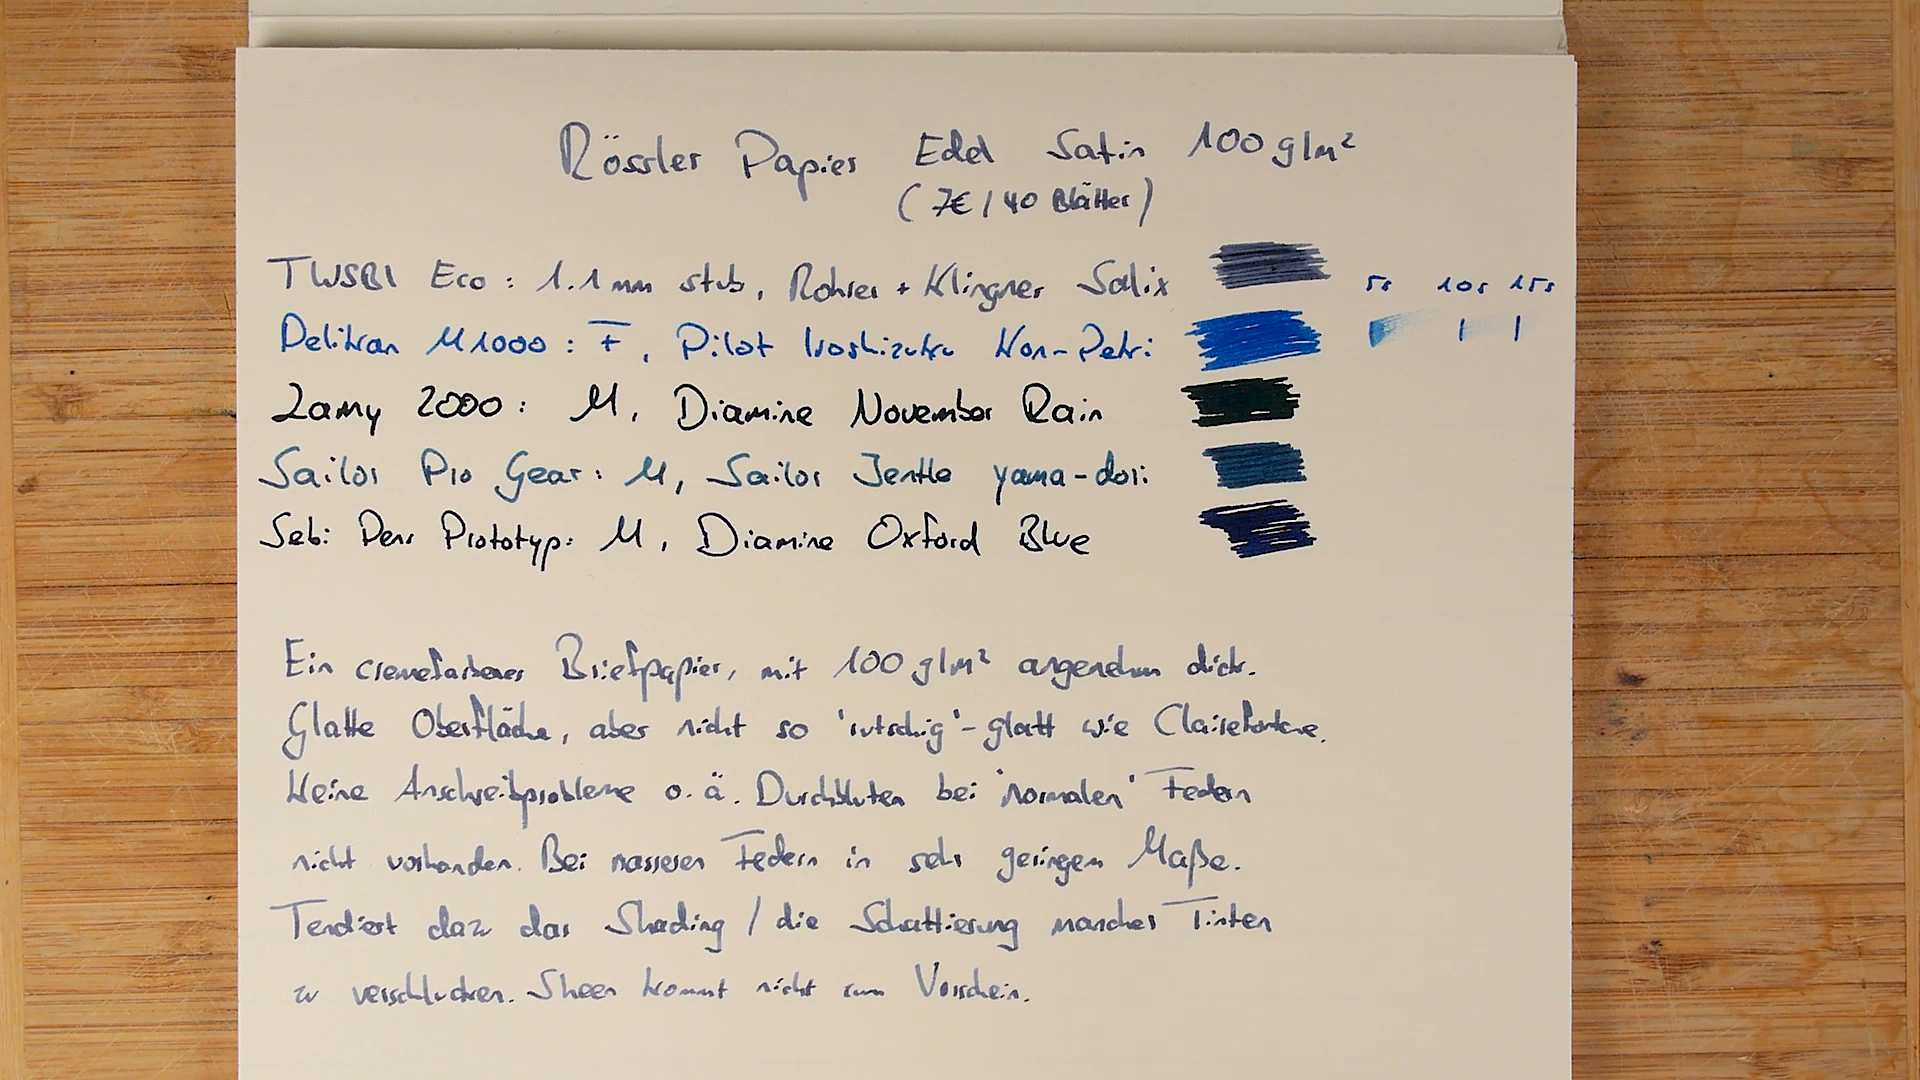 Rössler Papier Edel Satin 100 g/m²
(7€ / 40 Blätter)
TWSBI Eco: 1.1 mm stub, Rohrer + Klingner Salix
5s 10s 15s
Pelikan M1000: F, Pilot Iroshizuku Kon-Peki
Lamy 2000: M, Diamine November Rain
Sailor Pro Gear: M, Sailor Jentle yama-dori
Sebi Pens Prototyp: M, Diamine Oxford Blue
Ein cremefarbenes Briefpapier, mit 100 g/m² angenehm dick.
Glatte Oberfläche, aber nicht so 'rutschig'-glatt wie Clairefontaine.
Keine Anschreibprobleme o.ä. Durchbluten bei 'normalen' Federn
nicht vorhanden. Bei nasseren Federn in sehr geringem Maße.
Tendiert dazu das Shading / die Schattierung mancher Tinten
zu verschlucken. Sheen kommt nicht zum Vorschein.